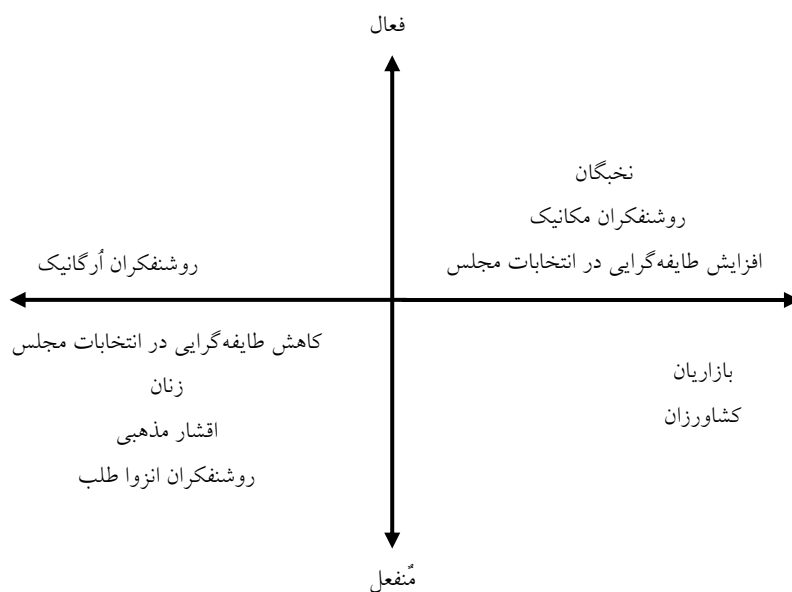 فعال
نخبگان
روشنفکران مکانیک
افزایش طایفه‌گرایی در انتخابات مجلس
روشنفکران اُرگانیک
کاهش طایفه‌گرایی در انتخابات مجلس
زنان
اقشار مذهبی
روشنفکران انزوا طلب
بازاریان
کشاورزان
مٌنفعل